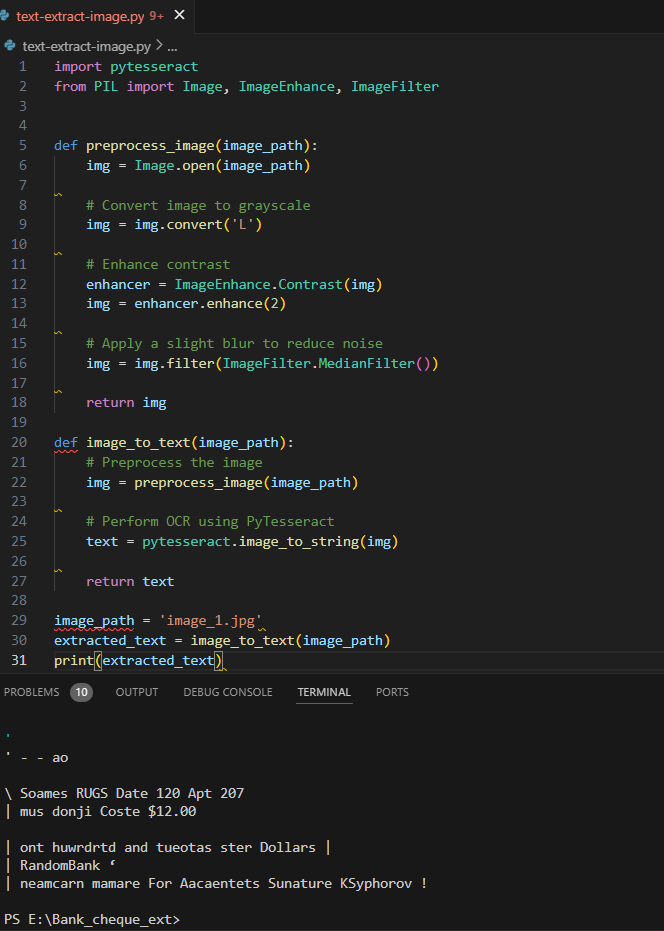 text-extract-image.py 9+ ×
text-extract-image.py > ...
1 import pytesseract
2 from PIL import Image, ImageEnhance, ImageFilter
3
4
5 def preprocess_image(image_path):
6 img = Image.open(image_path)
7
8 # Convert image to grayscale
9 img = img.convert('L')
10
11 # Enhance contrast
12 enhancer = ImageEnhance.Contrast(img)
13 img = enhancer.enhance(2)
14
15 # Apply a slight blur to reduce noise
16 img = img.filter(ImageFilter.MedianFilter())
17
18 return img
19
20 def image_to_text(image_path):
21 # Preprocess the image
22 img = preprocess_image(image_path)
23
24 # Perform OCR using PyTesseract
25 text = pytesseract.image_to_string(img)
26
27 return text
28
29 image_path = 'image_1.jpg'
30 extracted_text = image_to_text(image_path)
31 print(extracted_text)
PROBLEMS 10 OUTPUT DEBUG CONSOLE TERMINAL PORTS
'
' - - ao
\ Soames RUGS Date 120 Apt 207
| mus donji Coste $12.00
| ont huwrdrtd and tueotas ster Dollars |
| RandomBank ‘
| neamcarn mamare For Aacaentets Sunature KSyphorov !
PS E:\Bank_cheque_ext>